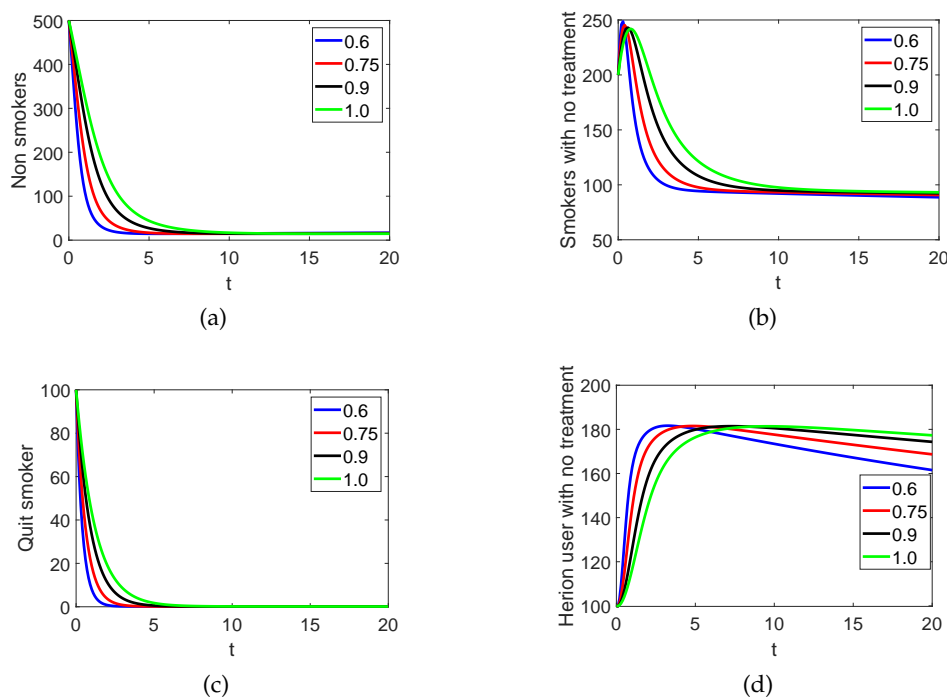 500
400
300
200
100
0
Non smokers
0 5 10 15 20
t
0.6
0.75
0.9
1.0
(a)
250
200
150
100
50
Smokers with no treatment
0 5 10 15 20
t
0.6
0.75
0.9
1.0
(b)
100
80
60
40
20
0
Quit smoker
0 5 10 15 20
t
0.6
0.75
0.9
1.0
(c)
200
180
160
140
120
100
Herion user with no treatment
0 5 10 15 20
t
0.6
0.75
0.9
1.0
(d)